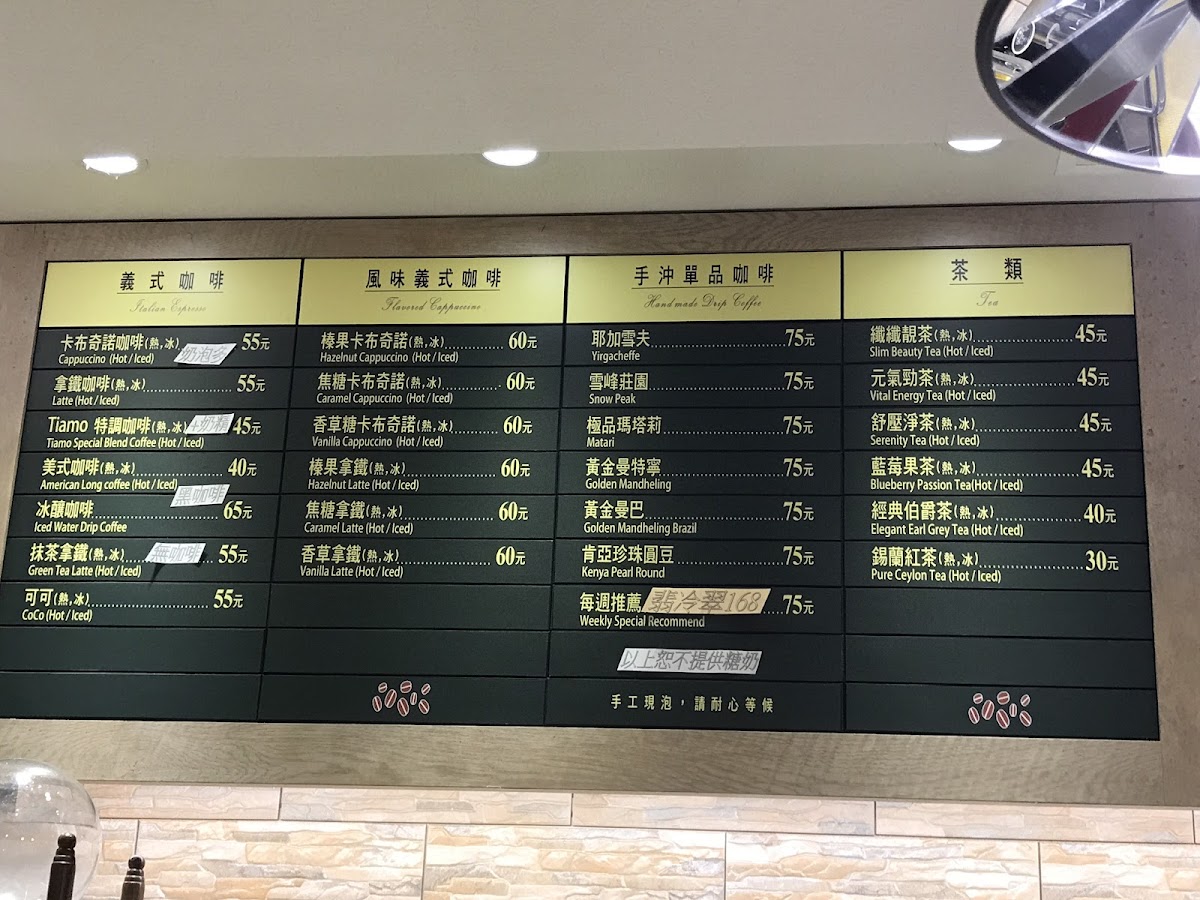 義式咖啡
Italian Espresso
卡布奇諾咖啡(熱,冰) 55元
Cappuccino (Hot / Iced)
奶泡多
拿鐵咖啡(熱,冰) 55元
Latte (Hot / Iced)
Tiamo 特調咖啡(熱,冰) +奶精 45元
Tiamo Special Blend Coffee (Hot / Iced)
美式咖啡(熱,冰) 40元
American Long coffee (Hot / Iced)
黑咖啡
冰釀咖啡 65元
Iced Water Drip Coffee
抹茶拿鐵(熱,冰) 無咖啡 55元
Green Tea Latte (Hot / Iced)
可可(熱,冰) 55元
CoCo (Hot / Iced)
風味義式咖啡
Flavored Cappuccino
榛果卡布奇諾(熱,冰) 60元
Hazelnut Cappuccino (Hot / Iced)
焦糖卡布奇諾(熱,冰) 60元
Caramel Cappuccino (Hot / Iced)
香草糖卡布奇諾(熱,冰) 60元
Vanilla Cappuccino (Hot / Iced)
榛果拿鐵(熱,冰) 60元
Hazelnut Latte (Hot / Iced)
焦糖拿鐵(熱,冰) 60元
Caramel Latte (Hot / Iced)
香草拿鐵(熱,冰) 60元
Vanilla Latte (Hot / Iced)
手沖單品咖啡
Handmade Drip Coffee
耶加雪夫 75元
Yirgacheffe
雪峰莊園 75元
Snow Peak
極品瑪塔莉 75元
Matari
黃金曼特寧 75元
Golden Mandheling
黃金曼巴 75元
Golden Mandheling Brazil
肯亞珍珠圓豆 75元
Kenya Pearl Round
每週推薦 翡冷翠168 75元
Weekly Special Recommend
以上恕不提供糖奶
手工現泡,請耐心等候
茶類
Tea
纖纖靚茶(熱,冰) 45元
Slim Beauty Tea (Hot / Iced)
元氣勁茶(熱,冰) 45元
Vital Energy Tea (Hot / Iced)
舒壓淨茶(熱,冰) 45元
Serenity Tea (Hot / Iced)
藍莓果茶(熱,冰) 45元
Blueberry Passion Tea(Hot / Iced)
經典伯爵茶(熱,冰) 40元
Elegant Earl Grey Tea (Hot / Iced)
錫蘭紅茶(熱,冰) 30元
Pure Ceylon Tea (Hot / Iced)